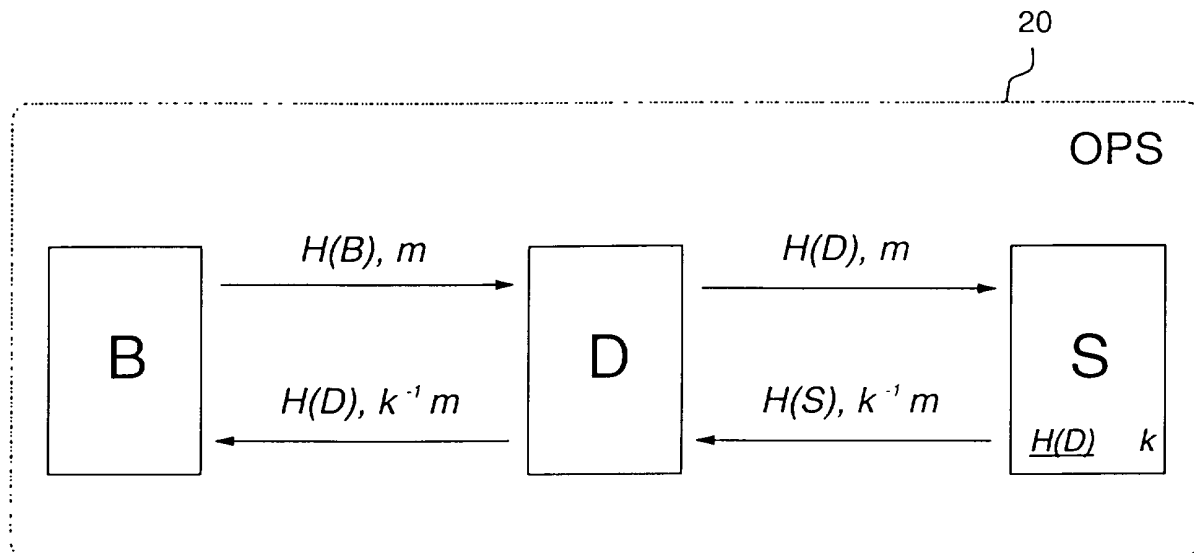 20
OPS
H(B), m
H(D), m
B
D
S
H(D), k⁻¹ m
H(S), k⁻¹ m
H(D) k